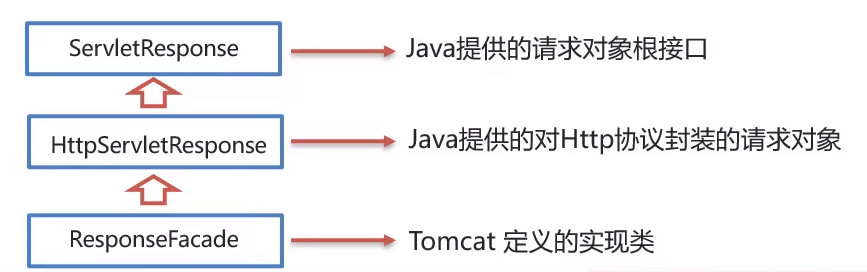 ServletResponse Java提供的请求对象根接口
HttpServletResponse Java提供的对Http协议封装的请求对象
ResponseFacade Tomcat 定义的实现类